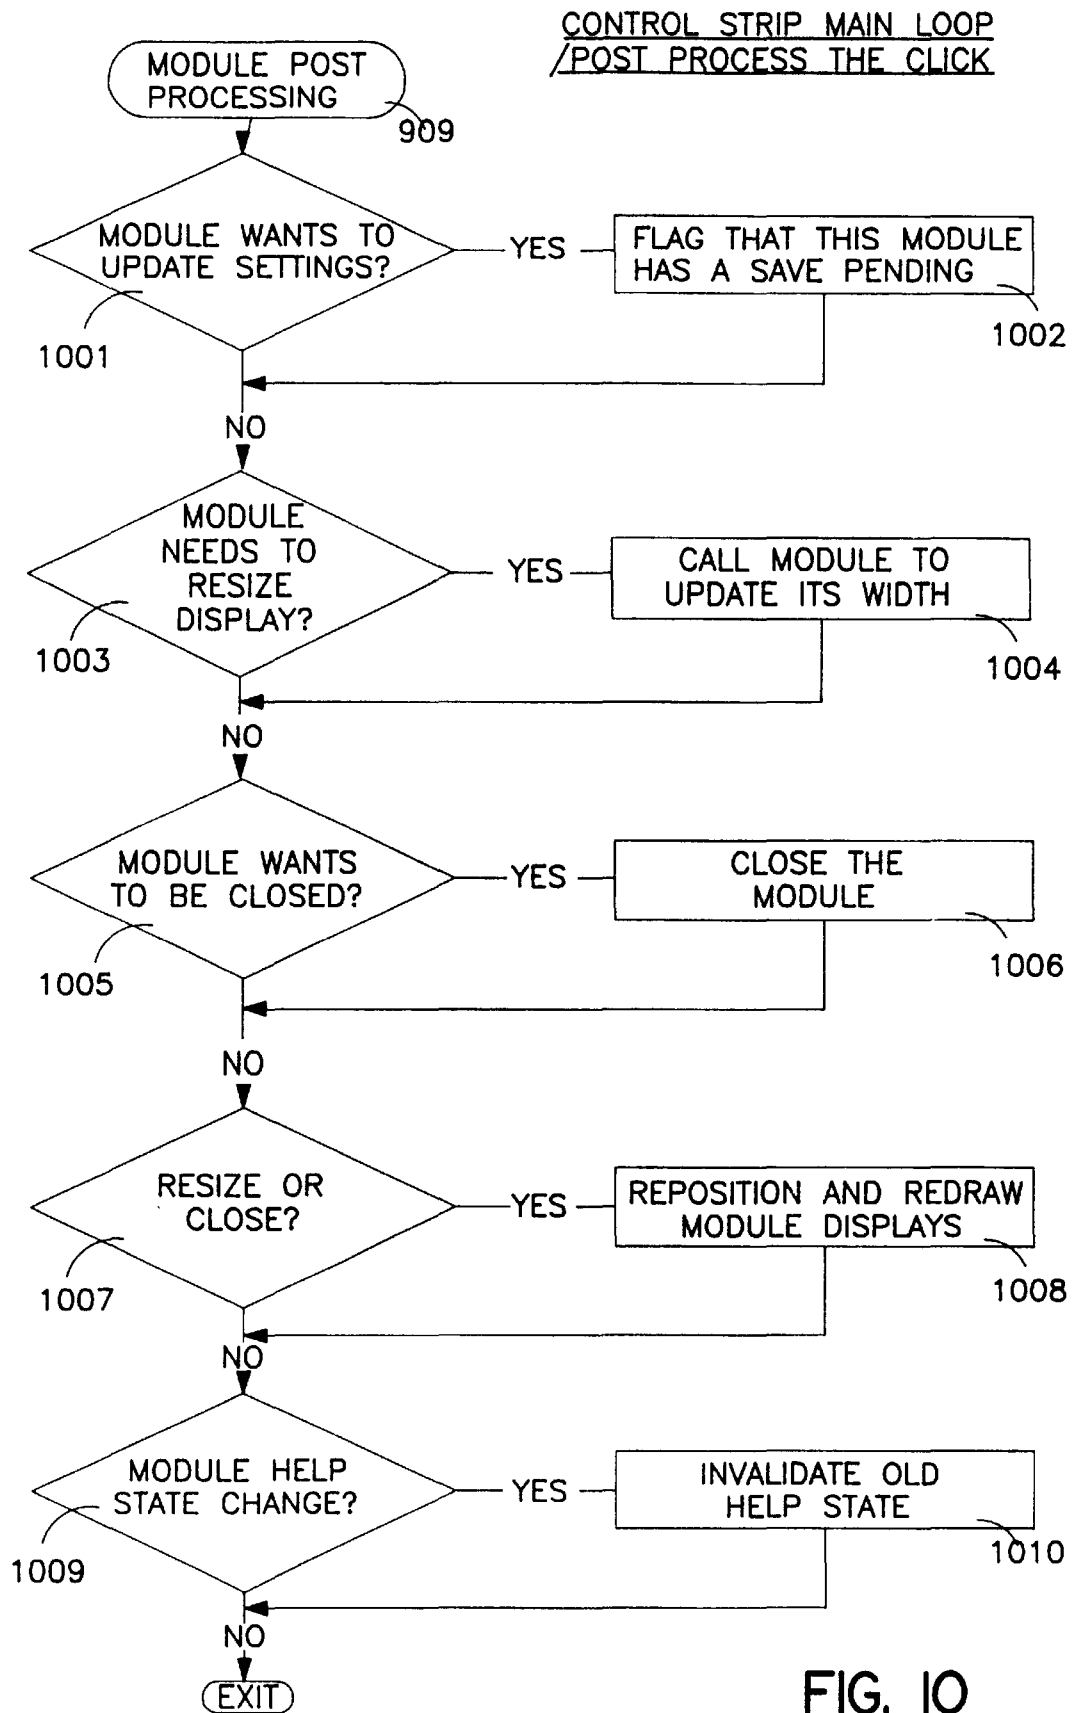 CONTROL STRIP MAIN LOOP
/POST PROCESS THE CLICK
MODULE POST
PROCESSING
909
MODULE WANTS TO
UPDATE SETTINGS?
1001
YES
FLAG THAT THIS MODULE
HAS A SAVE PENDING
1002
NO
MODULE
NEEDS TO
RESIZE
DISPLAY?
1003
YES
CALL MODULE TO
UPDATE ITS WIDTH
1004
NO
MODULE WANTS
TO BE CLOSED?
1005
YES
CLOSE THE
MODULE
1006
NO
RESIZE OR
CLOSE?
1007
YES
REPOSITION AND REDRAW
MODULE DISPLAYS
1008
NO
MODULE HELP
STATE CHANGE?
1009
YES
INVALIDATE OLD
HELP STATE
1010
NO
EXIT
FIG. 10